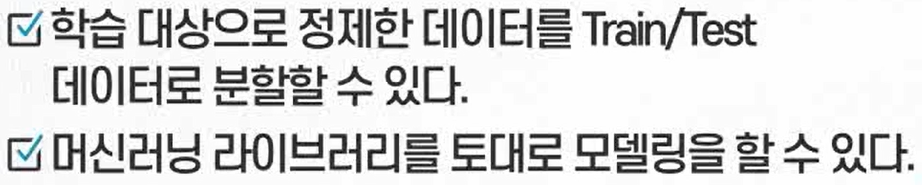 ☑ 학습 대상으로 정제한 데이터를 Train/Test
데이터로 분할할 수 있다.
☑ 머신러닝 라이브러리를 토대로 모델링을 할 수 있다.